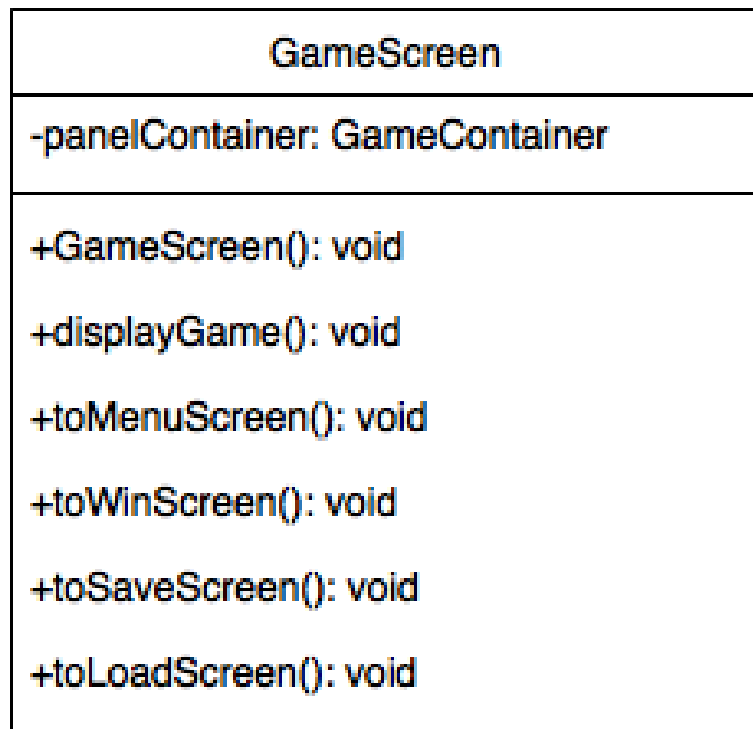 GameScreen
-panelContainer: GameContainer
+GameScreen(): void
+displayGame(): void
+toMenuScreen(): void
+toWinScreen(): void
+toSaveScreen(): void
+toLoadScreen(): void